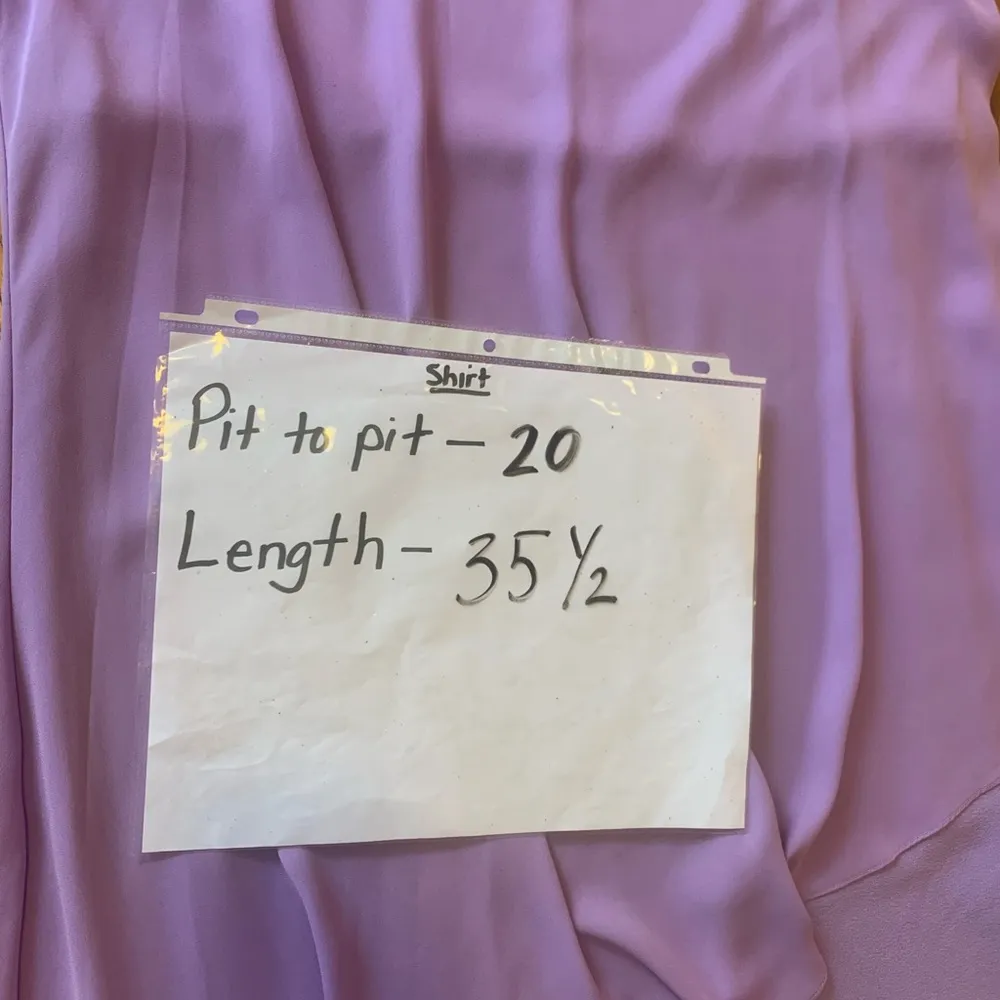 Shirt
Pit to pit - 20
Length - 35 1/2